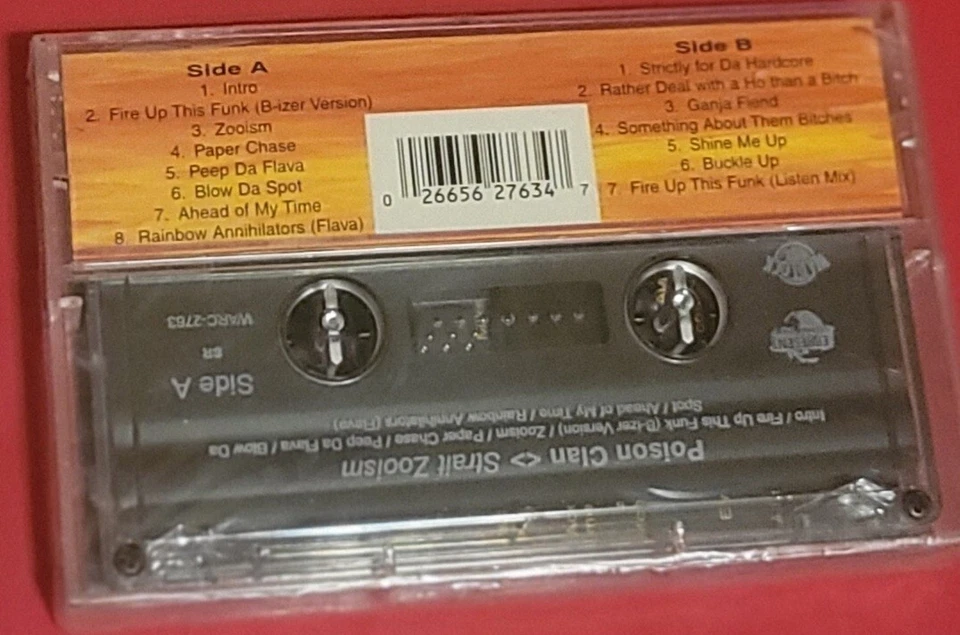 Side A
1. Intro
2. Fire Up This Funk (B-izer Version)
3. Zooism
4. Paper Chase
5. Peep Da Flava
6. Blow Da Spot
7. Ahead of My Time
8 Rainbow Annihilators (Flava)
0 26656 27634 7
Side B
1. Strictly for Da Hardcore
2. Rather Deal with a Ho than a Bitch
3. Ganja Fiend
4. Something About Them Bitches
5. Shine Me Up
6. Buckle Up
7. Fire Up This Funk (Listen Mix)
Poison Clan <> Strait Zooism
Intro / Fire Up This Funk (B-izer Version) / Zooism / Paper Chase / Peep Da Flava / Blow Da
Spot / Ahead of My Time / Rainbow Annihilators (Flava)
Side A
SR
WARC-2763